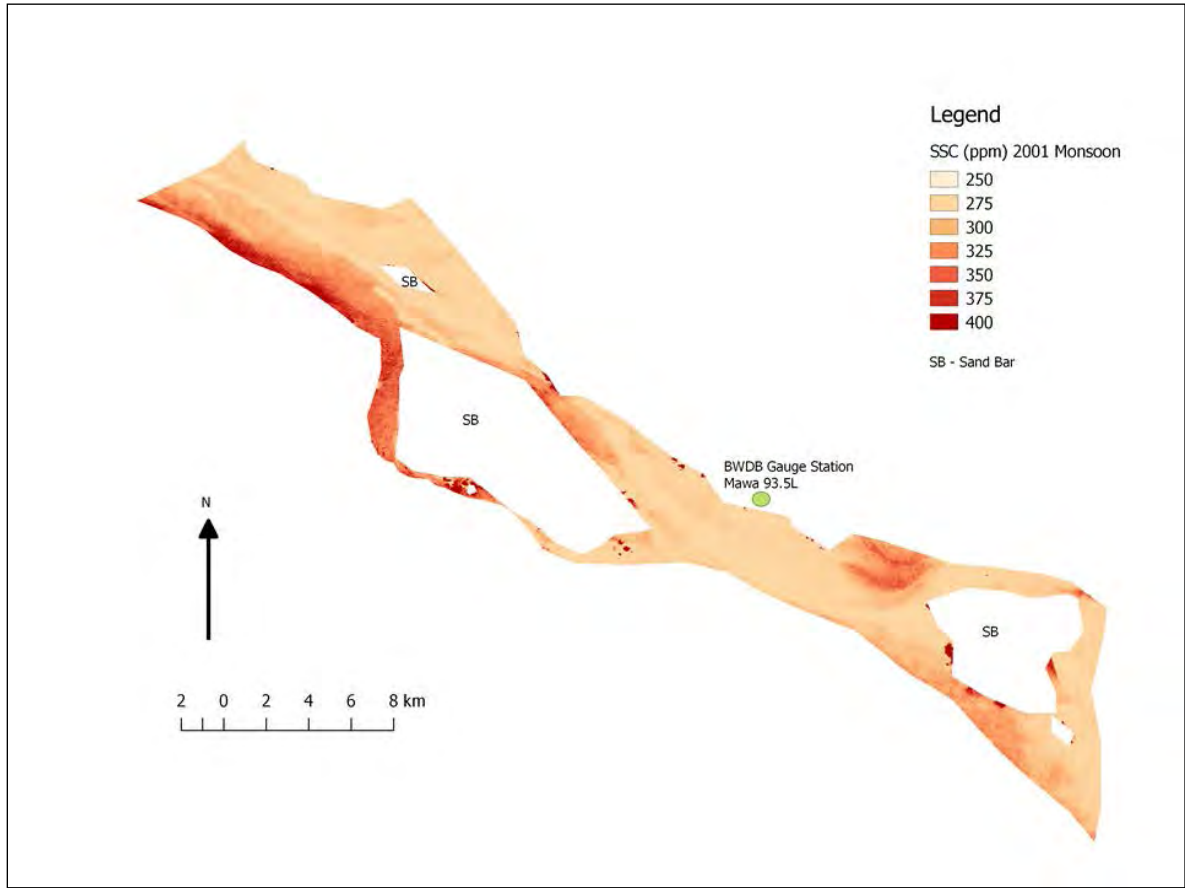 Legend
SSC (ppm) 2001 Monsoon
250
275
300
325
350
375
400
SB - Sand Bar
SB
SB
BWDB Gauge Station
Mawa 93.5L
N
SB
2 0 2 4 6 8 km